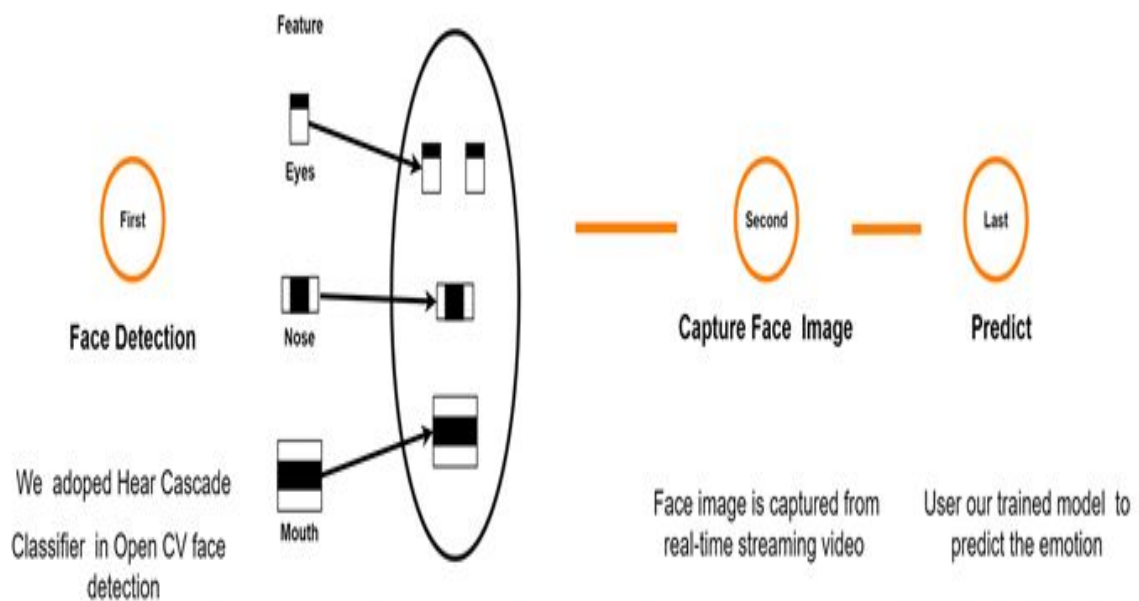 Feature
Eyes
Nose
Mouth
First
Face Detection
We adoped Hear Cascade
Classifier in Open CV face
detection
Second
Capture Face Image
Face image is captured from
real-time streaming video
Last
Predict
User our trained model to
predict the emotion